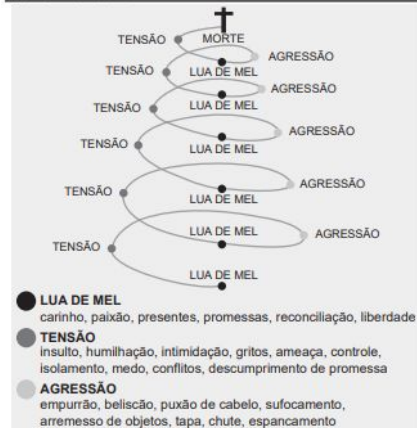 TENSÃO
MORTE
AGRESSÃO
TENSÃO
LUA DE MEL
AGRESSÃO
TENSÃO
LUA DE MEL
AGRESSÃO
TENSÃO
LUA DE MEL
AGRESSÃO
TENSÃO
LUA DE MEL
LUA DE MEL
AGRESSÃO
TENSÃO
LUA DE MEL
LUA DE MEL
carinho, paixão, presentes, promessas, reconciliação, liberdade
TENSÃO
insulto, humilhação, intimidação, gritos, ameaça, controle,
isolamento, medo, conflitos, descumprimento de promessa
AGRESSÃO
empurrão, beliscão, puxão de cabelo, sufocamento,
arremesso de objetos, tapa, chute, espancamento